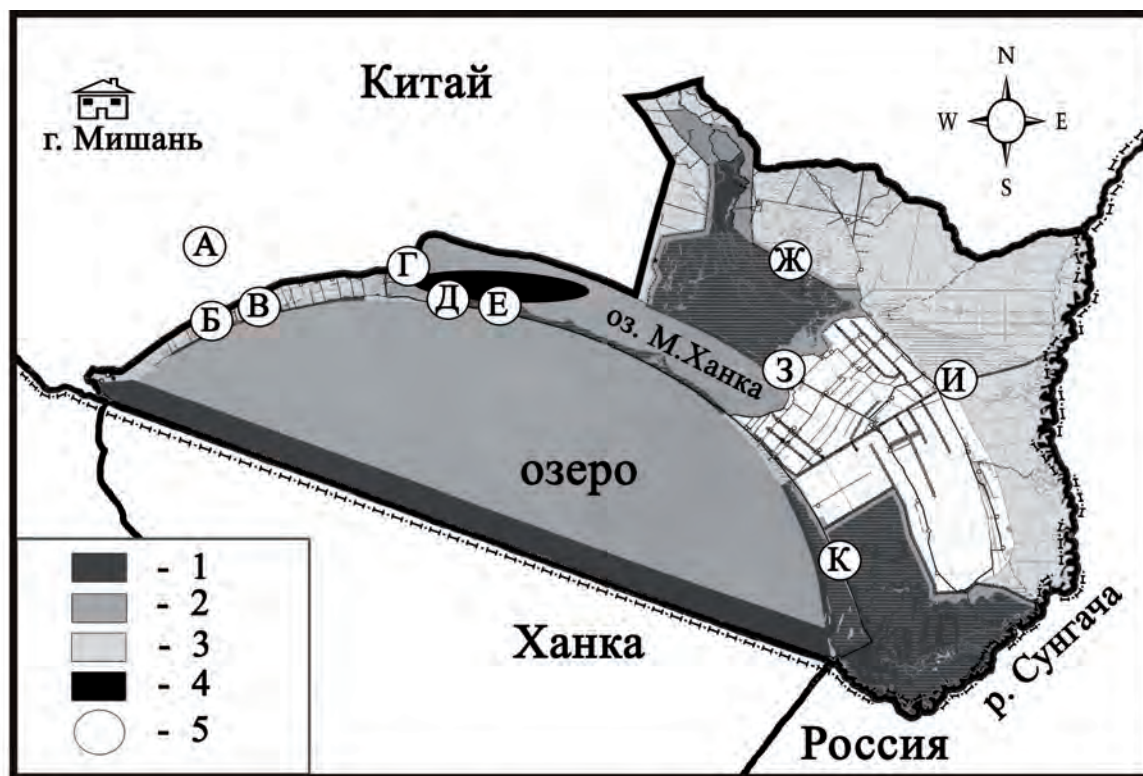 Китай
г. Мишань
N
W
E
S
А
Б
В
Г
Д
Е
Ж
З
И
К
оз. М.Ханка
озеро
Ханка
р. Сунгача
Россия
- 1
- 2
- 3
- 4
- 5